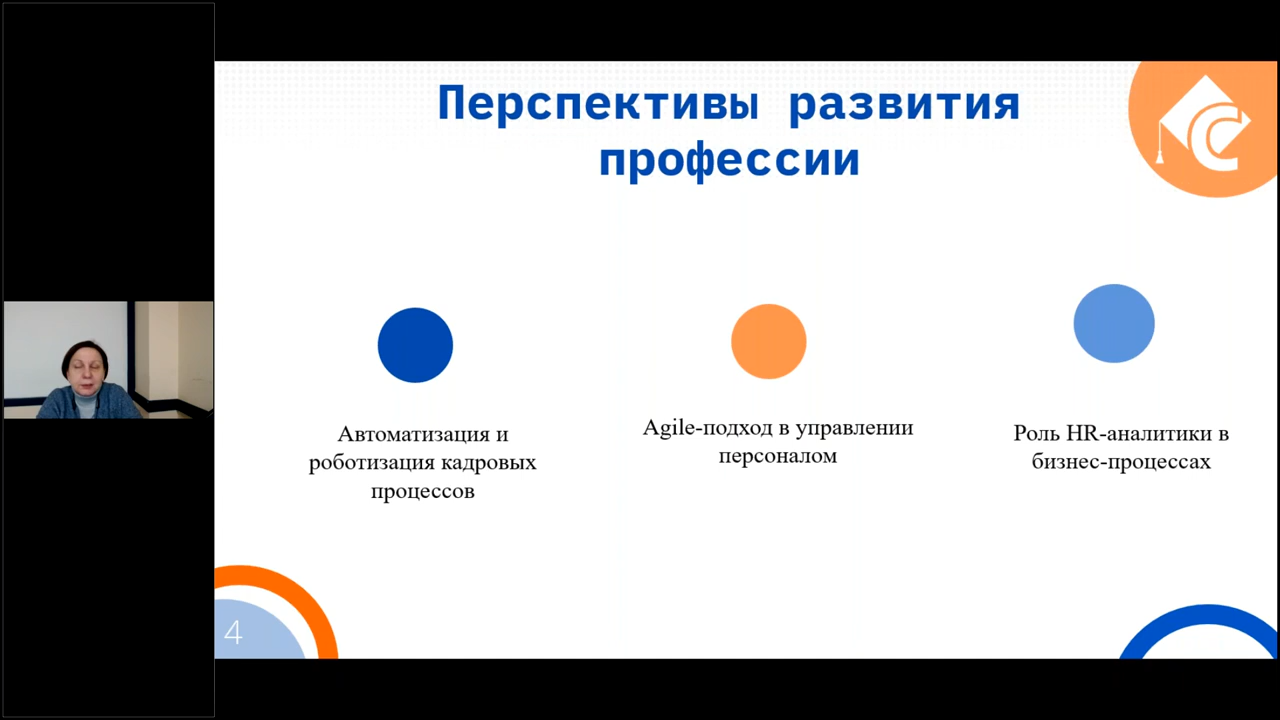 Перспективы развития
профессии
Автоматизация и
роботизация кадровых
процессов
Agile-подход в управлении
персоналом
Роль HR-аналитики в
бизнес-процессах
4